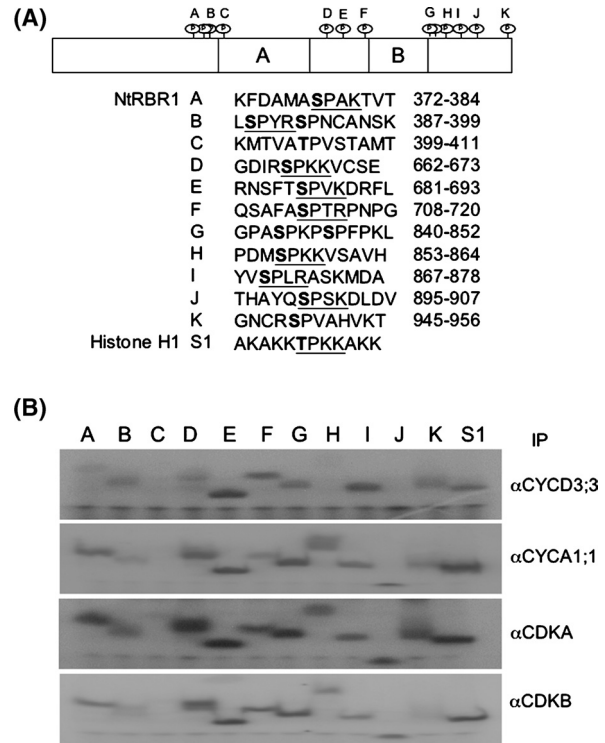 (A)
A B C D E F G H I J K
P P P P P P P P P P P P P
A B
NtRBR1 A KFDAMASPAKTVT 372-384
B LSPYRSPNCANSK 387-399
C KMTVATPVSTAMT 399-411
D GDIRSPKKVCSE 662-673
E RNSFTSPVKDRFL 681-693
F QSAFASPTRPNPG 708-720
G GPASPKPSPFPKL 840-852
H PDMSPKKVSAVH 853-864
I YVSPLRASKMDA 867-878
J THAYQSPSKDLDV 895-907
K GNCRSPVAHVKT 945-956
Histone H1 S1 AKAKKTPKKAKK
(B)
A B C D E F G H I J K S1 IP
αCYCD3;3
αCYCA1;1
αCDKA
αCDKB